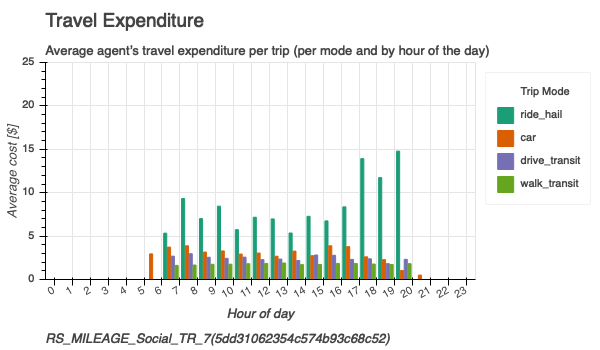 Travel Expenditure
Average agent's travel expenditure per trip (per mode and by hour of the day)
25
20
15
10
5
0
Average cost [$]
0 1 2 3 4 5 6 7 8 9 10 11 12 13 14 15 16 17 18 19 20 21 22 23
Hour of day
Trip Mode
ride_hail
car
drive_transit
walk_transit
RS_MILEAGE_Social_TR_7(5dd31062354c574b93c68c52)